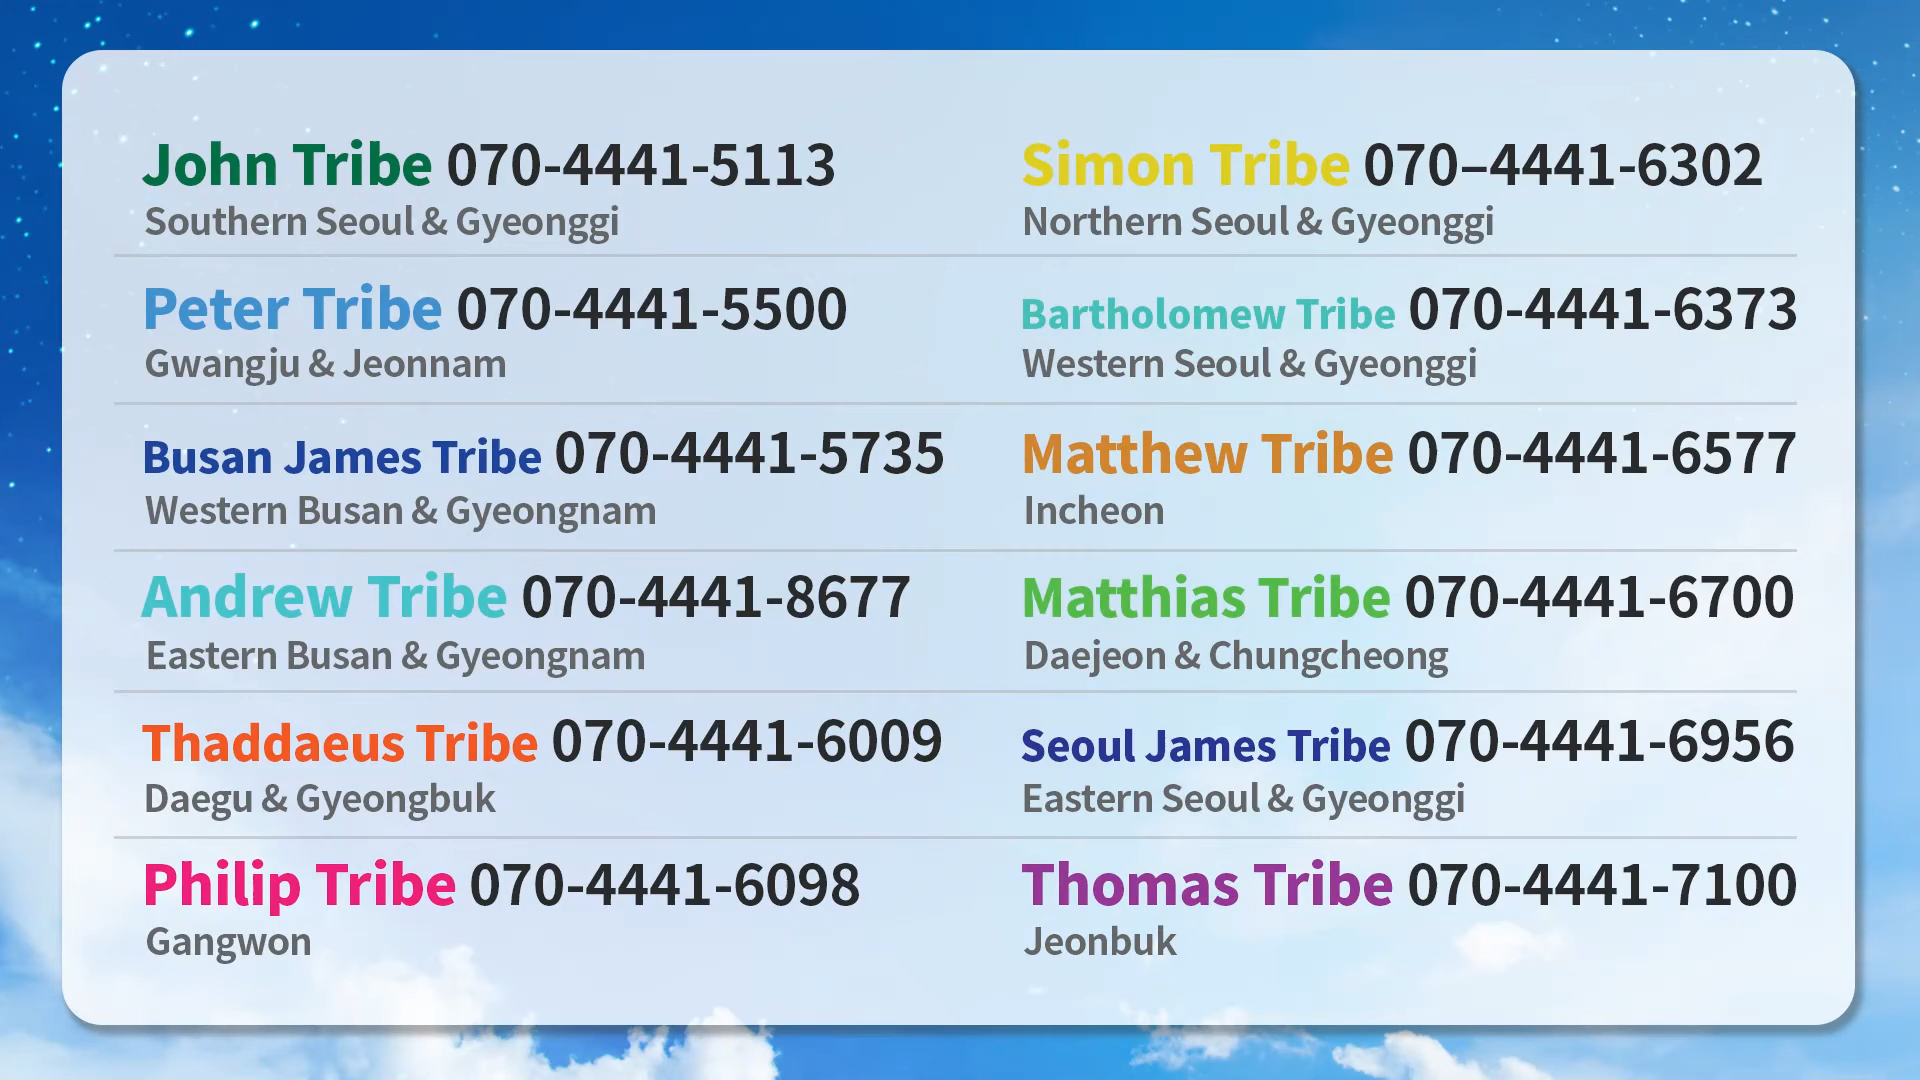 John Tribe 070-4441-5113
Southern Seoul & Gyeonggi
Peter Tribe 070-4441-5500
Gwangju & Jeonnam
Busan James Tribe 070-4441-5735
Western Busan & Gyeongnam
Andrew Tribe 070-4441-8677
Eastern Busan & Gyeongnam
Thaddaeus Tribe 070-4441-6009
Daegu & Gyeongbuk
Philip Tribe 070-4441-6098
Gangwon
Simon Tribe 070–4441-6302
Northern Seoul & Gyeonggi
Bartholomew Tribe 070-4441-6373
Western Seoul & Gyeonggi
Matthew Tribe 070-4441-6577
Incheon
Matthias Tribe 070-4441-6700
Daejeon & Chungcheong
Seoul James Tribe 070-4441-6956
Eastern Seoul & Gyeonggi
Thomas Tribe 070-4441-7100
Jeonbuk